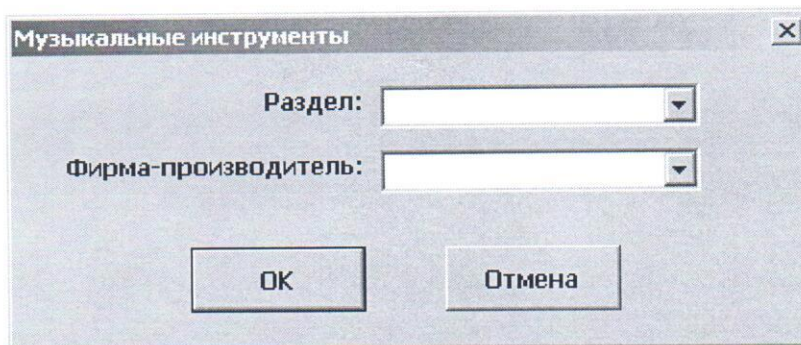 Музыкальные инструменты
Раздел:
Фирма-производитель:
OK
Отмена